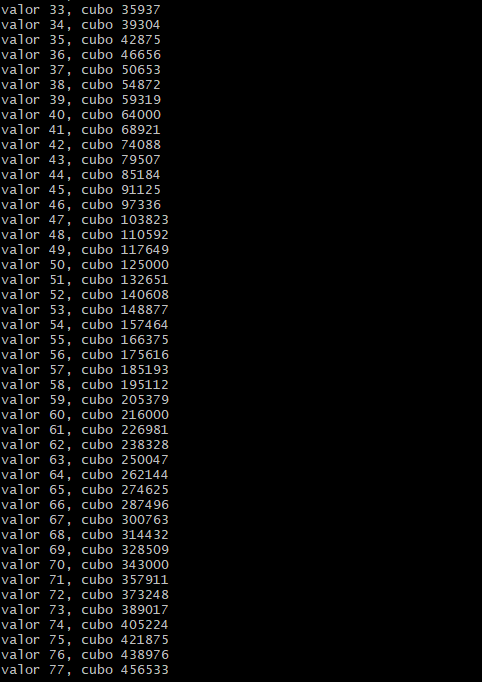 valor 33, cubo 35937
valor 34, cubo 39304
valor 35, cubo 42875
valor 36, cubo 46656
valor 37, cubo 50653
valor 38, cubo 54872
valor 39, cubo 59319
valor 40, cubo 64000
valor 41, cubo 68921
valor 42, cubo 74088
valor 43, cubo 79507
valor 44, cubo 85184
valor 45, cubo 91125
valor 46, cubo 97336
valor 47, cubo 103823
valor 48, cubo 110592
valor 49, cubo 117649
valor 50, cubo 125000
valor 51, cubo 132651
valor 52, cubo 140608
valor 53, cubo 148877
valor 54, cubo 157464
valor 55, cubo 166375
valor 56, cubo 175616
valor 57, cubo 185193
valor 58, cubo 195112
valor 59, cubo 205379
valor 60, cubo 216000
valor 61, cubo 226981
valor 62, cubo 238328
valor 63, cubo 250047
valor 64, cubo 262144
valor 65, cubo 274625
valor 66, cubo 287496
valor 67, cubo 300763
valor 68, cubo 314432
valor 69, cubo 328509
valor 70, cubo 343000
valor 71, cubo 357911
valor 72, cubo 373248
valor 73, cubo 389017
valor 74, cubo 405224
valor 75, cubo 421875
valor 76, cubo 438976
valor 77, cubo 456533